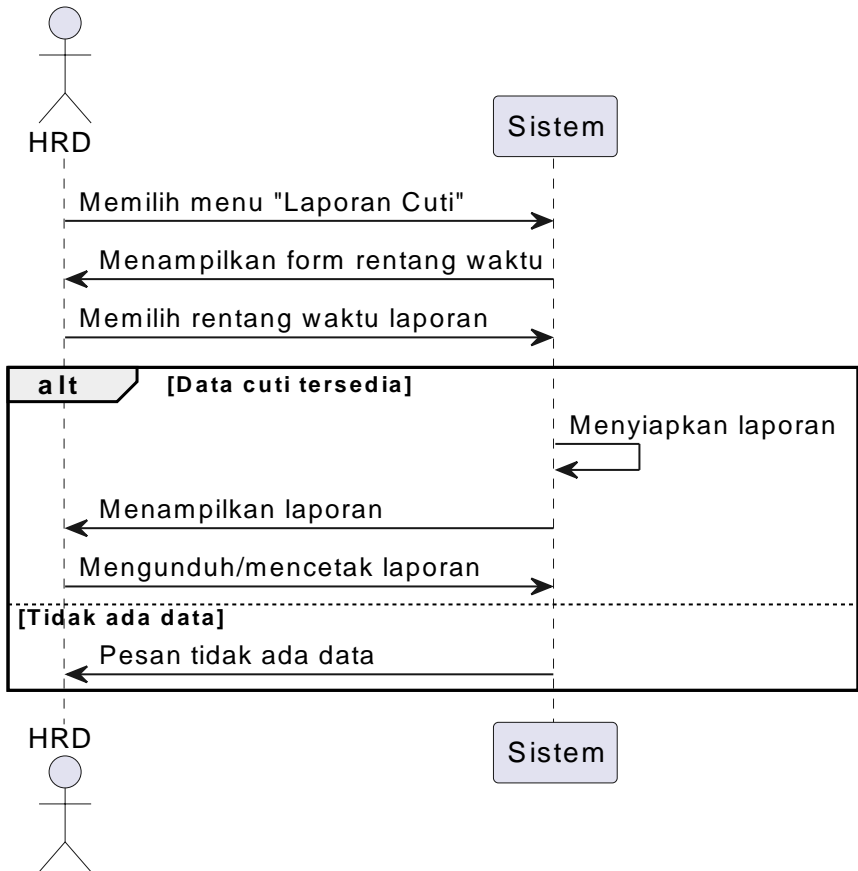 HRD
Sistem
Memilih menu "Laporan Cuti"
Menampilkan form rentang waktu
Memilih rentang waktu laporan
alt [Data cuti tersedia]
Menyiapkan laporan
Menampilkan laporan
Mengunduh/mencetak laporan
[Tidak ada data]
Pesan tidak ada data
HRD
Sistem